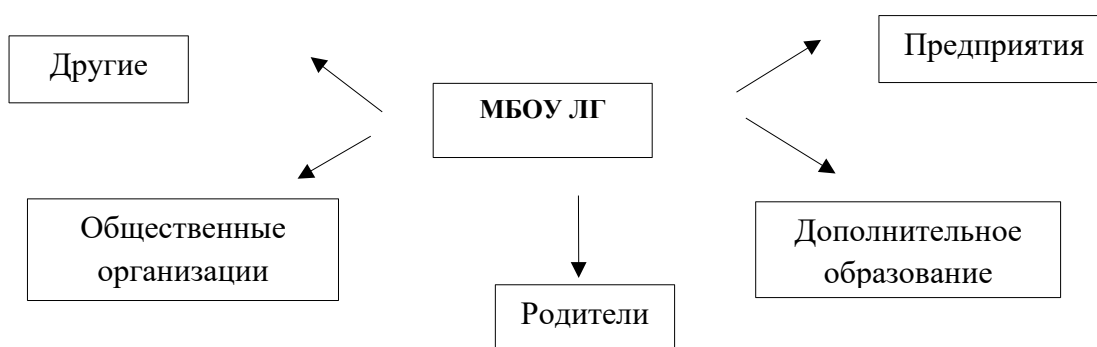 Другие
Предприятия
МБОУ ЛГ
Общественные
организации
Дополнительное
образование
Родители